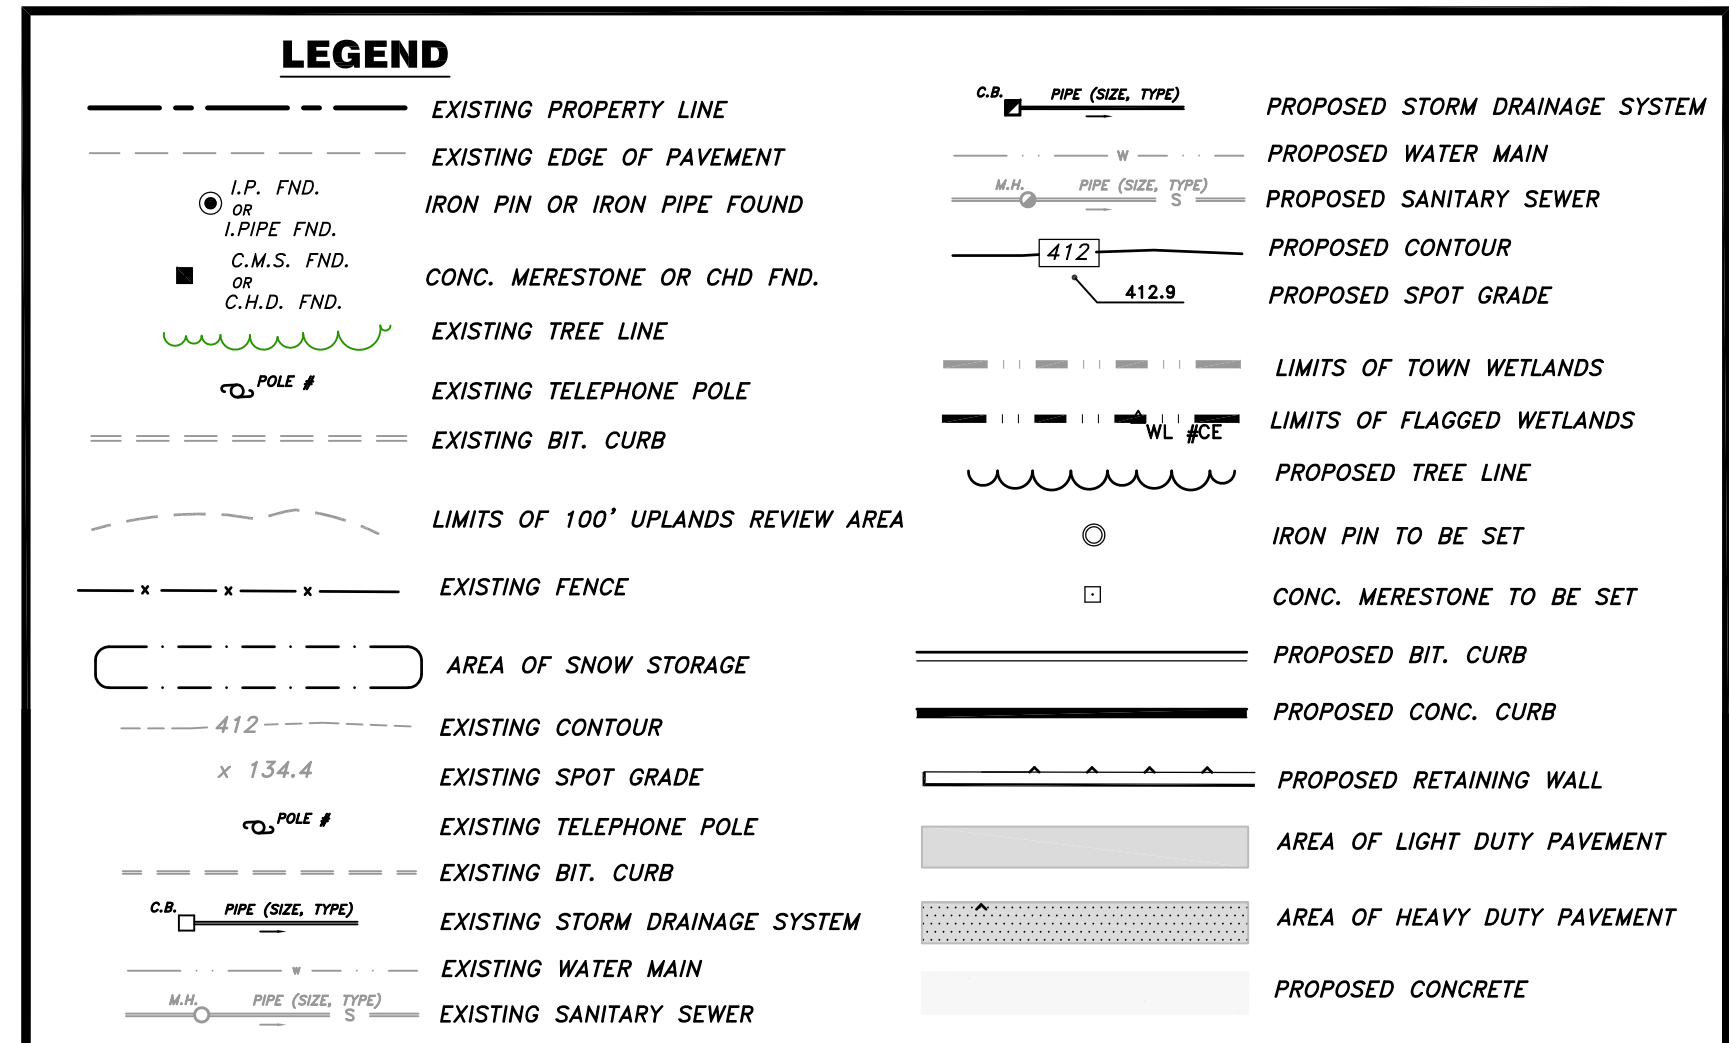 LEGEND
EXISTING PROPERTY LINE
EXISTING EDGE OF PAVEMENT
I.P. FND.
OR
I.PIPE FND.
IRON PIN OR IRON PIPE FOUND
C.M.S. FND.
OR
C.H.D. FND.
CONC. MERESTONE OR CHD FND.
EXISTING TREE LINE
POLE #
EXISTING TELEPHONE POLE
EXISTING BIT. CURB
LIMITS OF 100' UPLANDS REVIEW AREA
x x x
EXISTING FENCE
AREA OF SNOW STORAGE
412
EXISTING CONTOUR
x 134.4
EXISTING SPOT GRADE
POLE #
EXISTING TELEPHONE POLE
EXISTING BIT. CURB
C.B. PIPE (SIZE, TYPE)
EXISTING STORM DRAINAGE SYSTEM
W
EXISTING WATER MAIN
M.H. PIPE (SIZE, TYPE)
S
EXISTING SANITARY SEWER
C.B. PIPE (SIZE, TYPE)
PROPOSED STORM DRAINAGE SYSTEM
W
PROPOSED WATER MAIN
M.H. PIPE (SIZE, TYPE)
S
PROPOSED SANITARY SEWER
412
PROPOSED CONTOUR
412.9
PROPOSED SPOT GRADE
LIMITS OF TOWN WETLANDS
WL #CE
LIMITS OF FLAGGED WETLANDS
PROPOSED TREE LINE
IRON PIN TO BE SET
CONC. MERESTONE TO BE SET
PROPOSED BIT. CURB
PROPOSED CONC. CURB
PROPOSED RETAINING WALL
AREA OF LIGHT DUTY PAVEMENT
AREA OF HEAVY DUTY PAVEMENT
PROPOSED CONCRETE